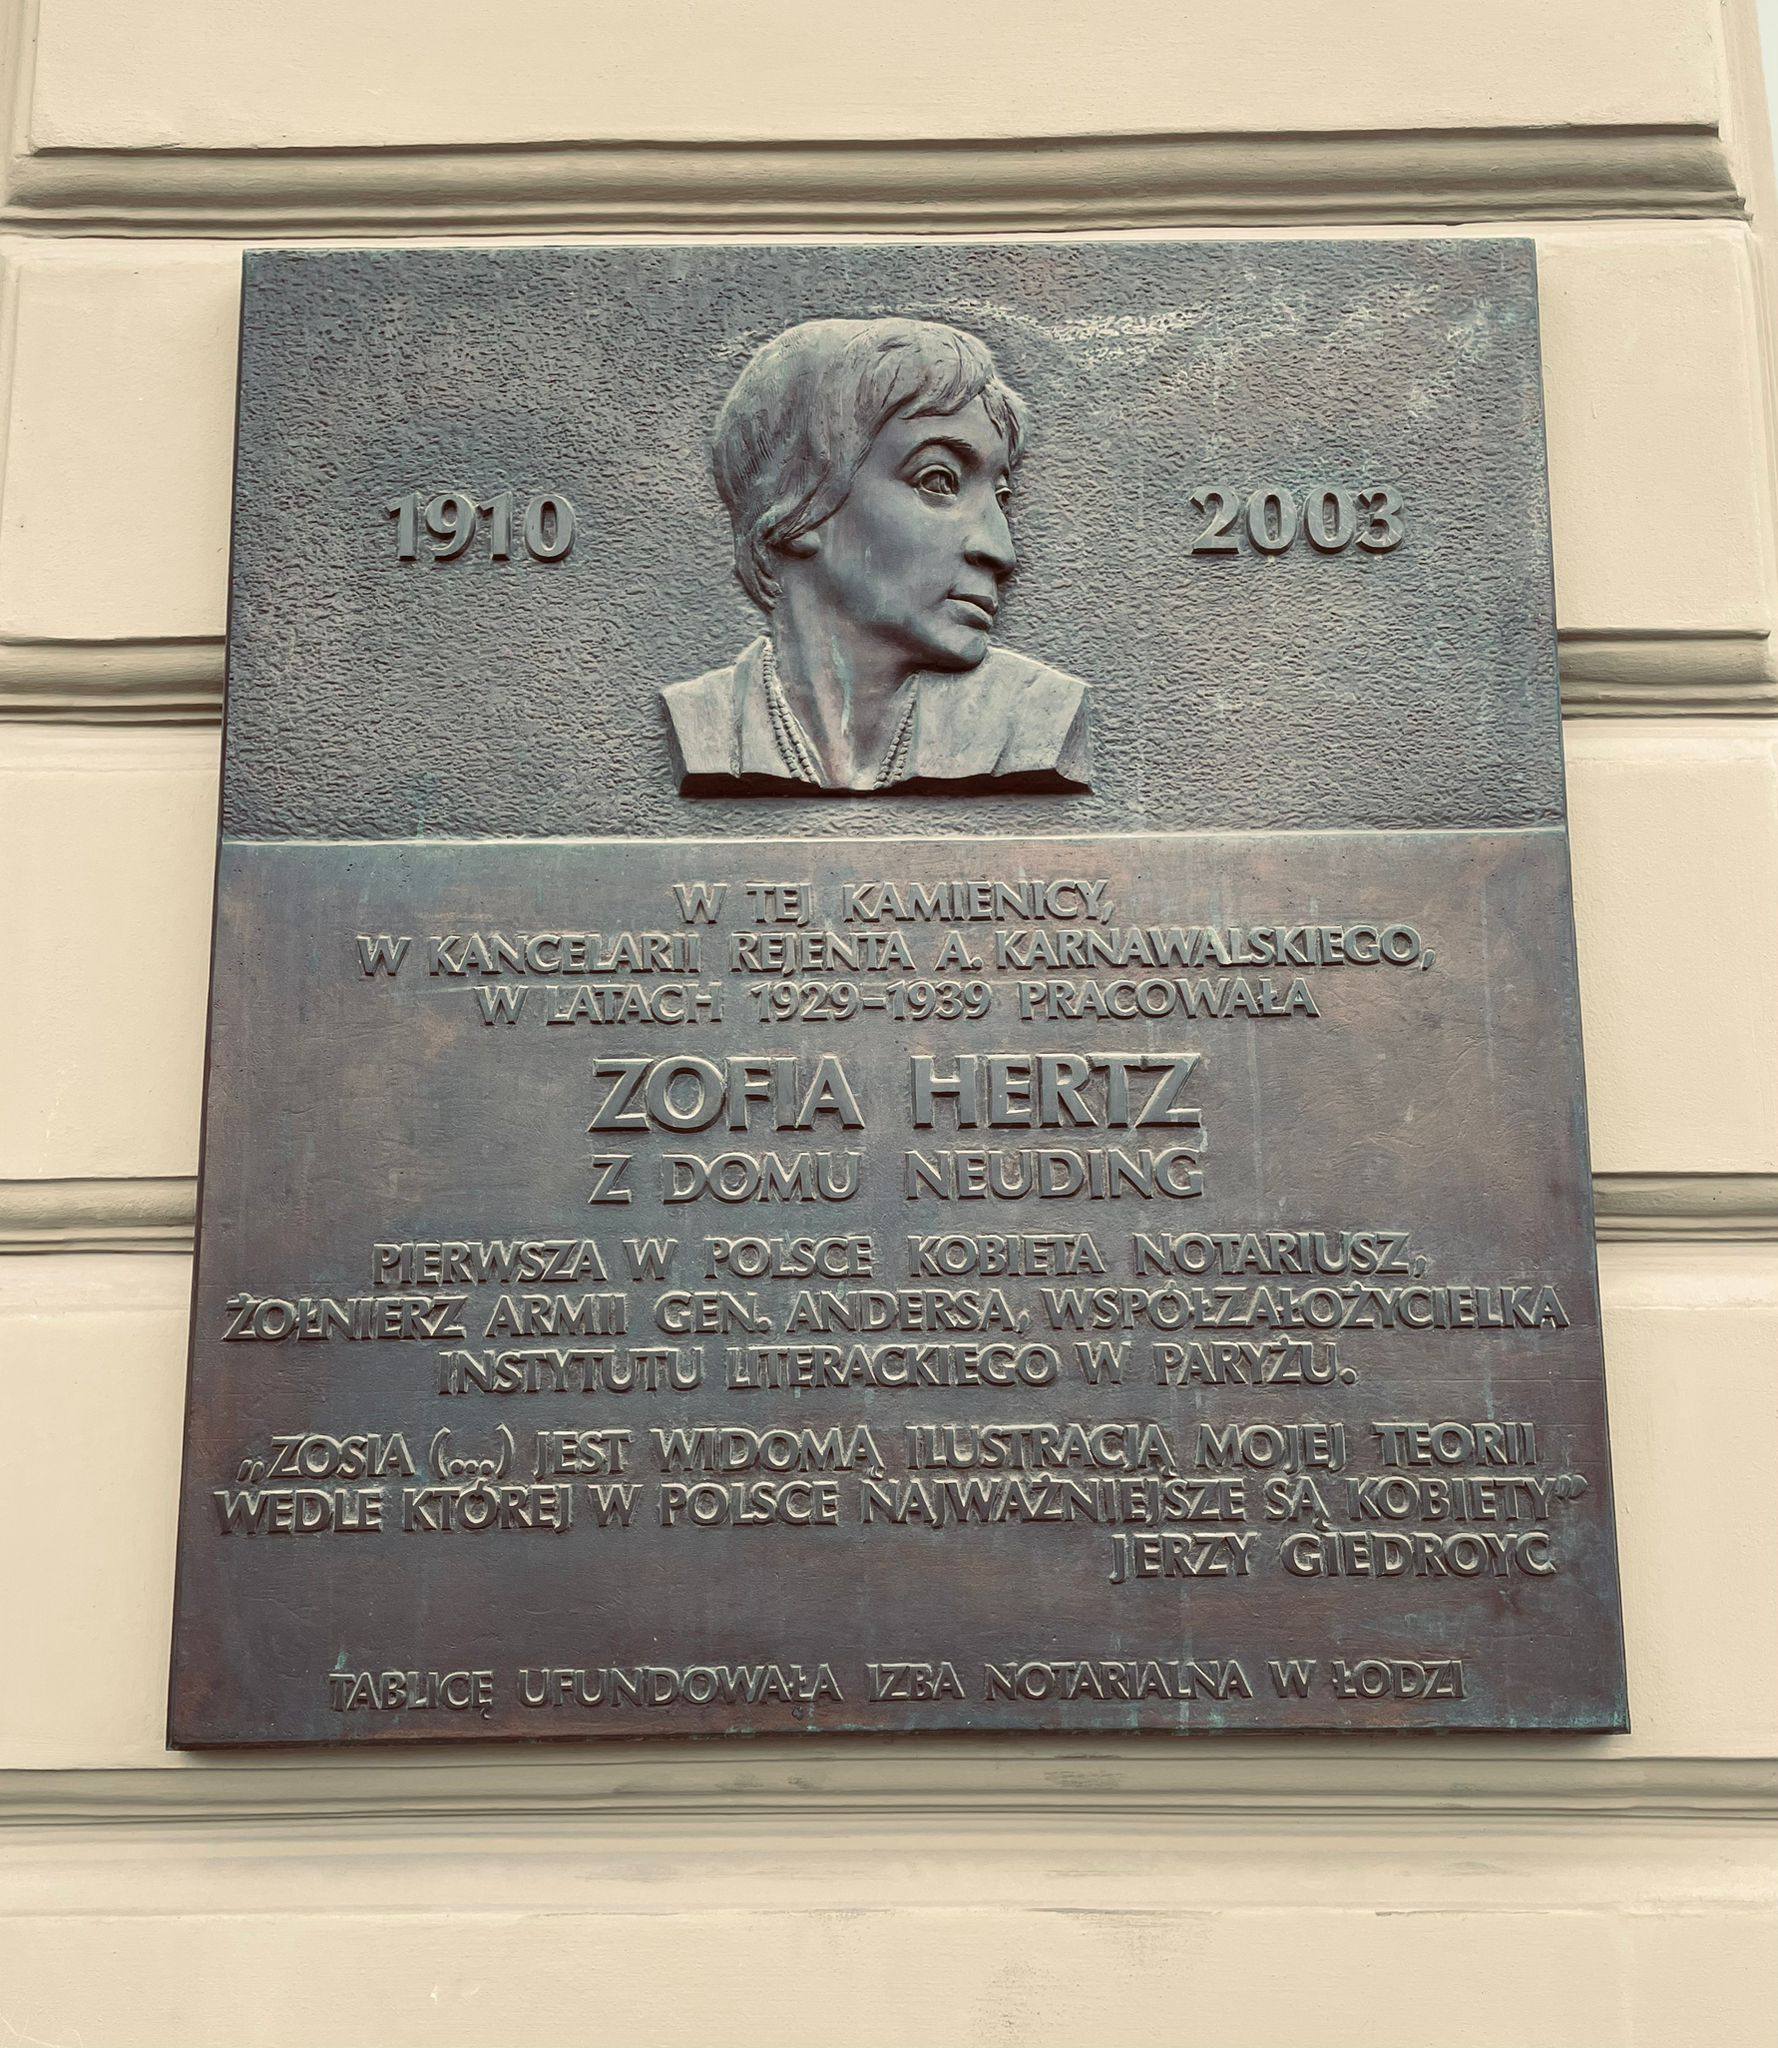 1910 2003
W TEJ KAMIENICY,
W KANCELARII REJENTA A. KARNAWALSKIEGO,
W LATACH 1929-1939 PRACOWAŁA
ZOFIA HERTZ
Z DOMU NEUDING
PIERWSZA W POLSCE KOBIETA NOTARIUSZ,
ŻOŁNIERZ ARMII GEN. ANDERSA, WSPÓŁZAŁOŻYCIELKA
INSTYTUTU LITERACKIEGO W PARYŻU.
„ZOSIA (...) JEST WIDOMĄ ILUSTRACJĄ MOJEJ TEORII
WEDLE KTÓREJ W POLSCE NAJWAŻNIEJSZE SĄ KOBIETY”
JERZY GIEDROYC
TABLICĘ UFUNDOWAŁA IZBA NOTARIALNA W ŁODZI